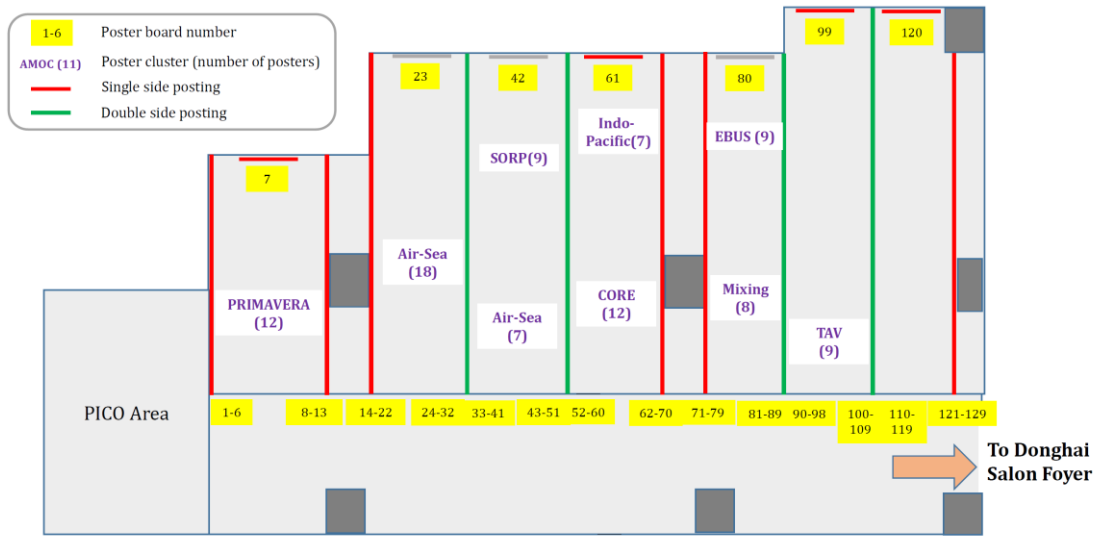 1-6
Poster board number
AMOC (11)
Poster cluster (number of posters)
Single side posting
Double side posting
99
120
23
42
61
80
Indo-
Pacific(7)
EBUS (9)
SORP(9)
7
Air-Sea
(18)
PRIMAVERA
(12)
Air-Sea
(7)
CORE
(12)
Mixing
(8)
TAV
(9)
PICO Area
1-6
8-13
14-22
24-32
33-41
43-51
52-60
62-70
71-79
81-89
90-98
100-
109
110-
119
121-129
To Donghai
Salon Foyer